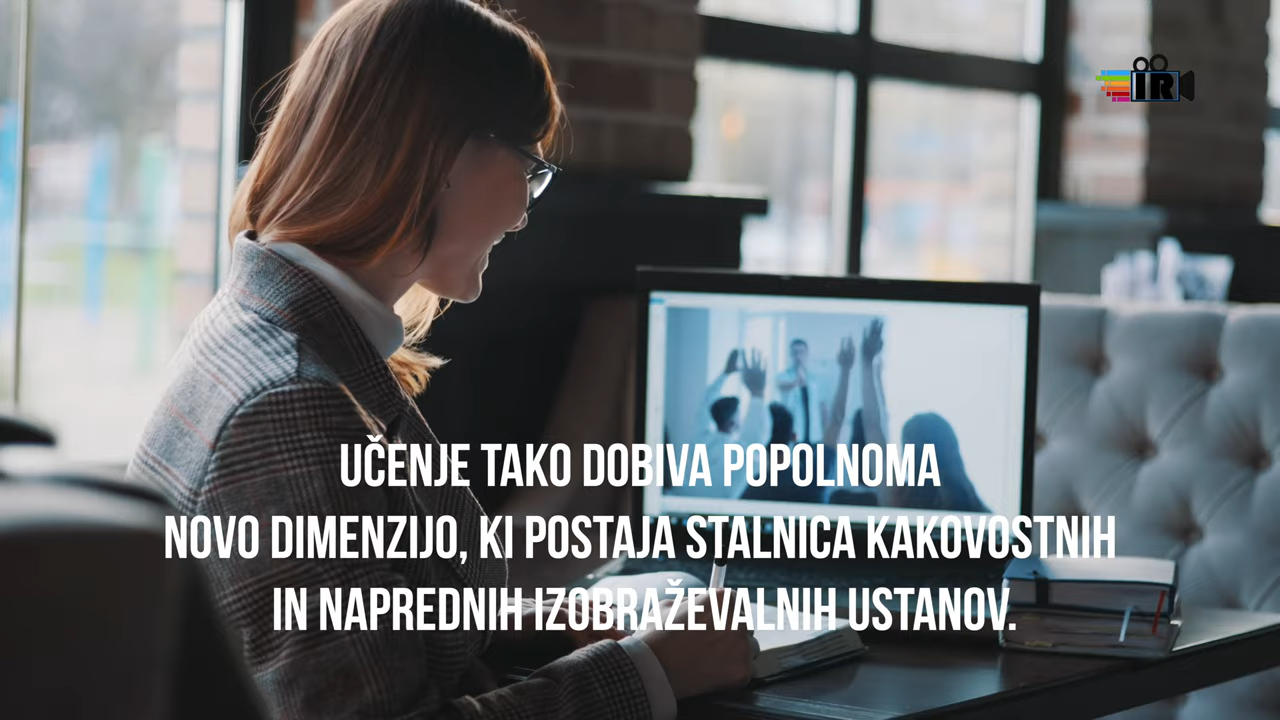 IR
UČENJE TAKO DOBIVA POPOLNOMA
NOVO DIMENZIJO, KI POSTAJA STALNICA KAKOVOSTNIH
IN NAPREDNIH IZOBRAŽEVALNIH USTANOV.